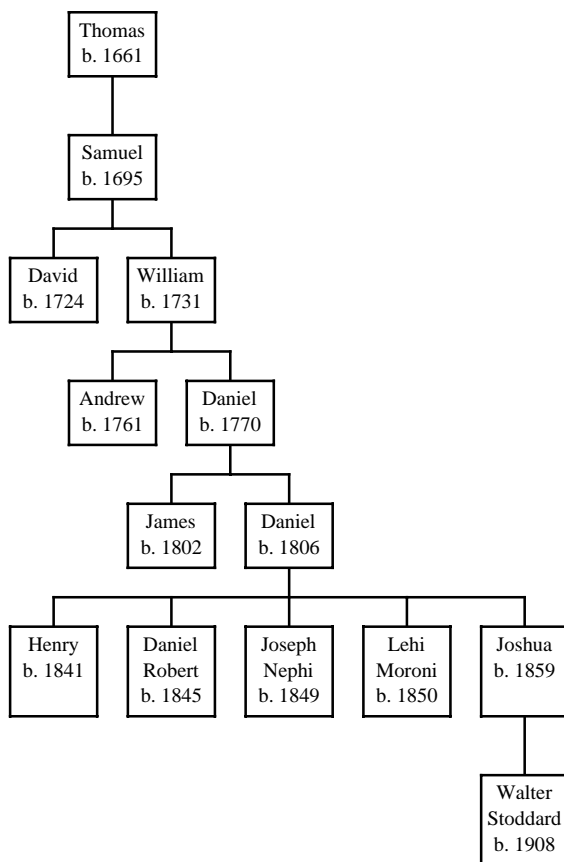 Thomas
b. 1661
Samuel
b. 1695
David
b. 1724
William
b. 1731
Andrew
b. 1761
Daniel
b. 1770
James
b. 1802
Daniel
b. 1806
Henry
b. 1841
Daniel
Robert
b. 1845
Joseph
Nephi
b. 1849
Lehi
Moroni
b. 1850
Joshua
b. 1859
Walter
Stoddard
b. 1908